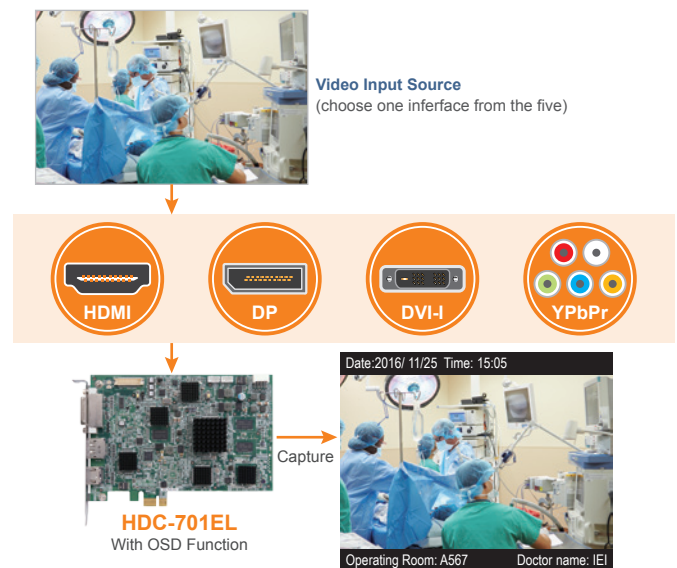 Video Input Source
(choose one inferface from the five)
HDMI
DP
DVI-I
YPbPr
Date:2016/ 11/25 Time: 15:05
Capture
HDC-701EL
With OSD Function
Operating Room: A567 Doctor name: IEI